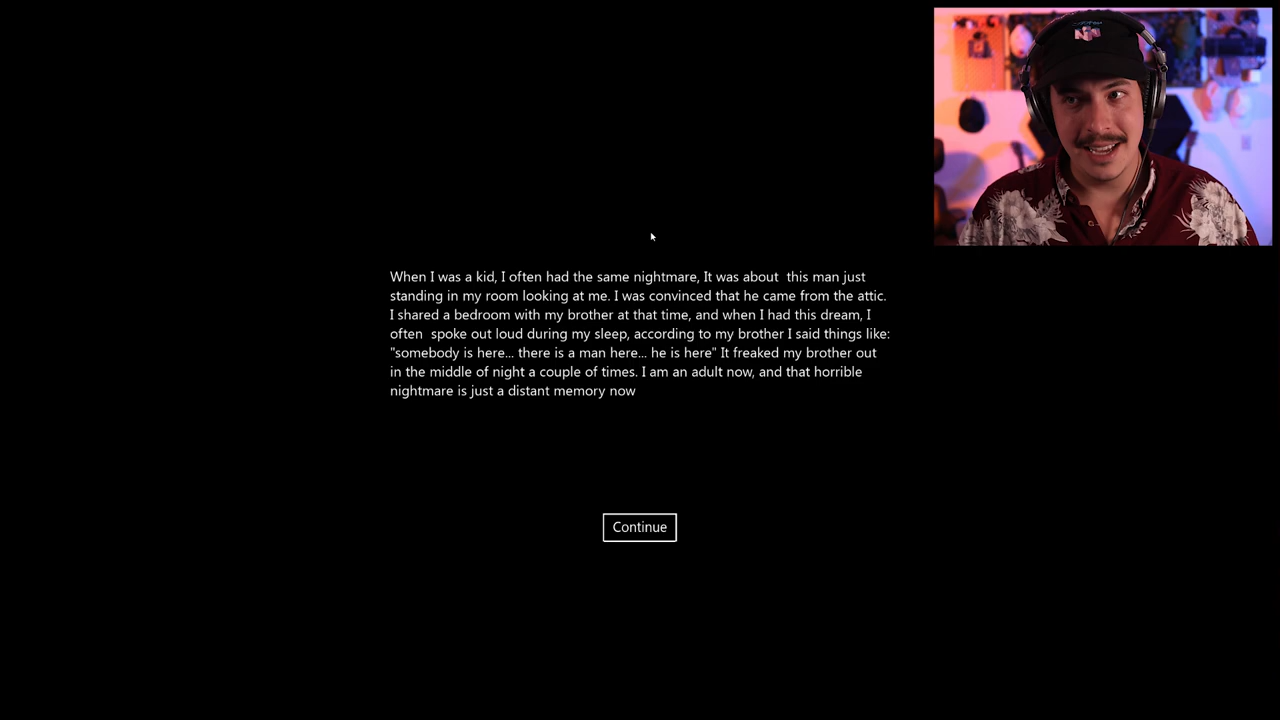 When I was a kid, I often had the same nightmare, It was about  this man just
standing in my room looking at me. I was convinced that he came from the attic.
I shared a bedroom with my brother at that time, and when I had this dream, I
often  spoke out loud during my sleep, according to my brother I said things like:
"somebody is here... there is a man here... he is here" It freaked my brother out
in the middle of night a couple of times. I am an adult now, and that horrible
nightmare is just a distant memory now
Continue